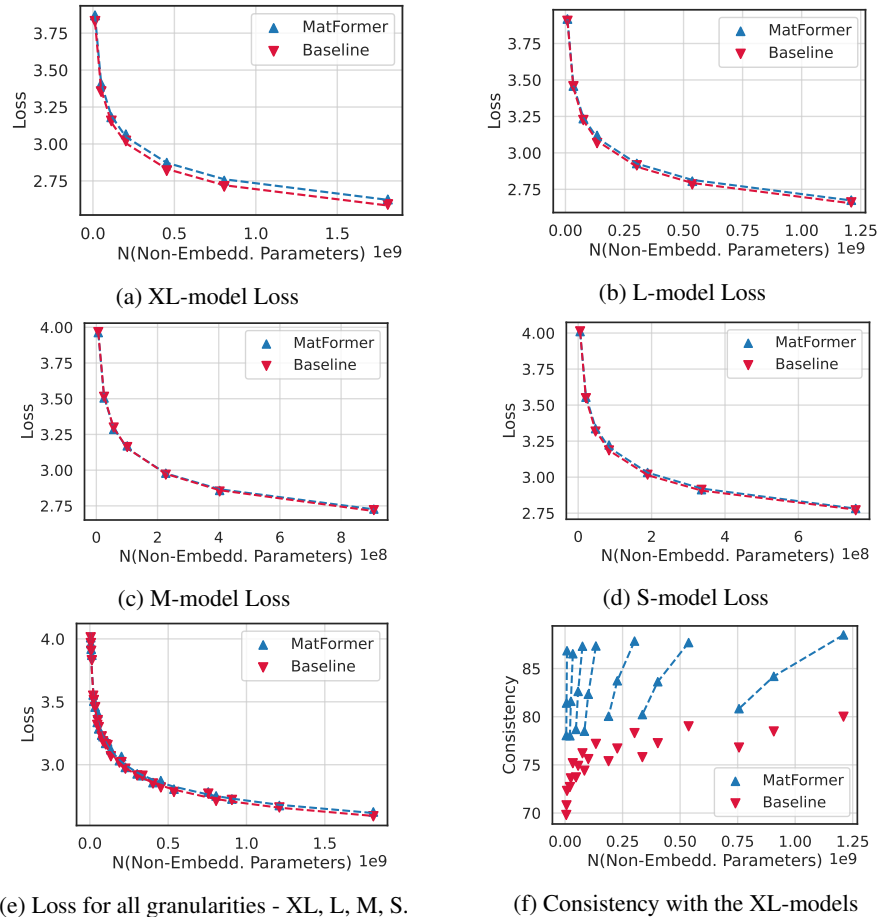 3.75
3.50
3.25
3.00
2.75
Loss
MatFormer
Baseline
0.0 0.5 1.0 1.5
N(Non-Embedd. Parameters) 1e9
(a) XL-model Loss
3.75
3.50
3.25
3.00
2.75
Loss
MatFormer
Baseline
0.00 0.25 0.50 0.75 1.00 1.25
N(Non-Embedd. Parameters) 1e9
(b) L-model Loss
4.00
3.75
3.50
3.25
3.00
2.75
Loss
MatFormer
Baseline
0 2 4 6 8
N(Non-Embedd. Parameters) 1e8
(c) M-model Loss
4.00
3.75
3.50
3.25
3.00
2.75
Loss
MatFormer
Baseline
0 2 4 6
N(Non-Embedd. Parameters) 1e8
(d) S-model Loss
4.0
3.5
3.0
Loss
MatFormer
Baseline
0.0 0.5 1.0 1.5
N(Non-Embedd. Parameters) 1e9
(e) Loss for all granularities - XL, L, M, S.
85
80
75
70
Consistency
MatFormer
Baseline
0.00 0.25 0.50 0.75 1.00 1.25
N(Non-Embedd. Parameters) 1e9
(f) Consistency with the XL-models